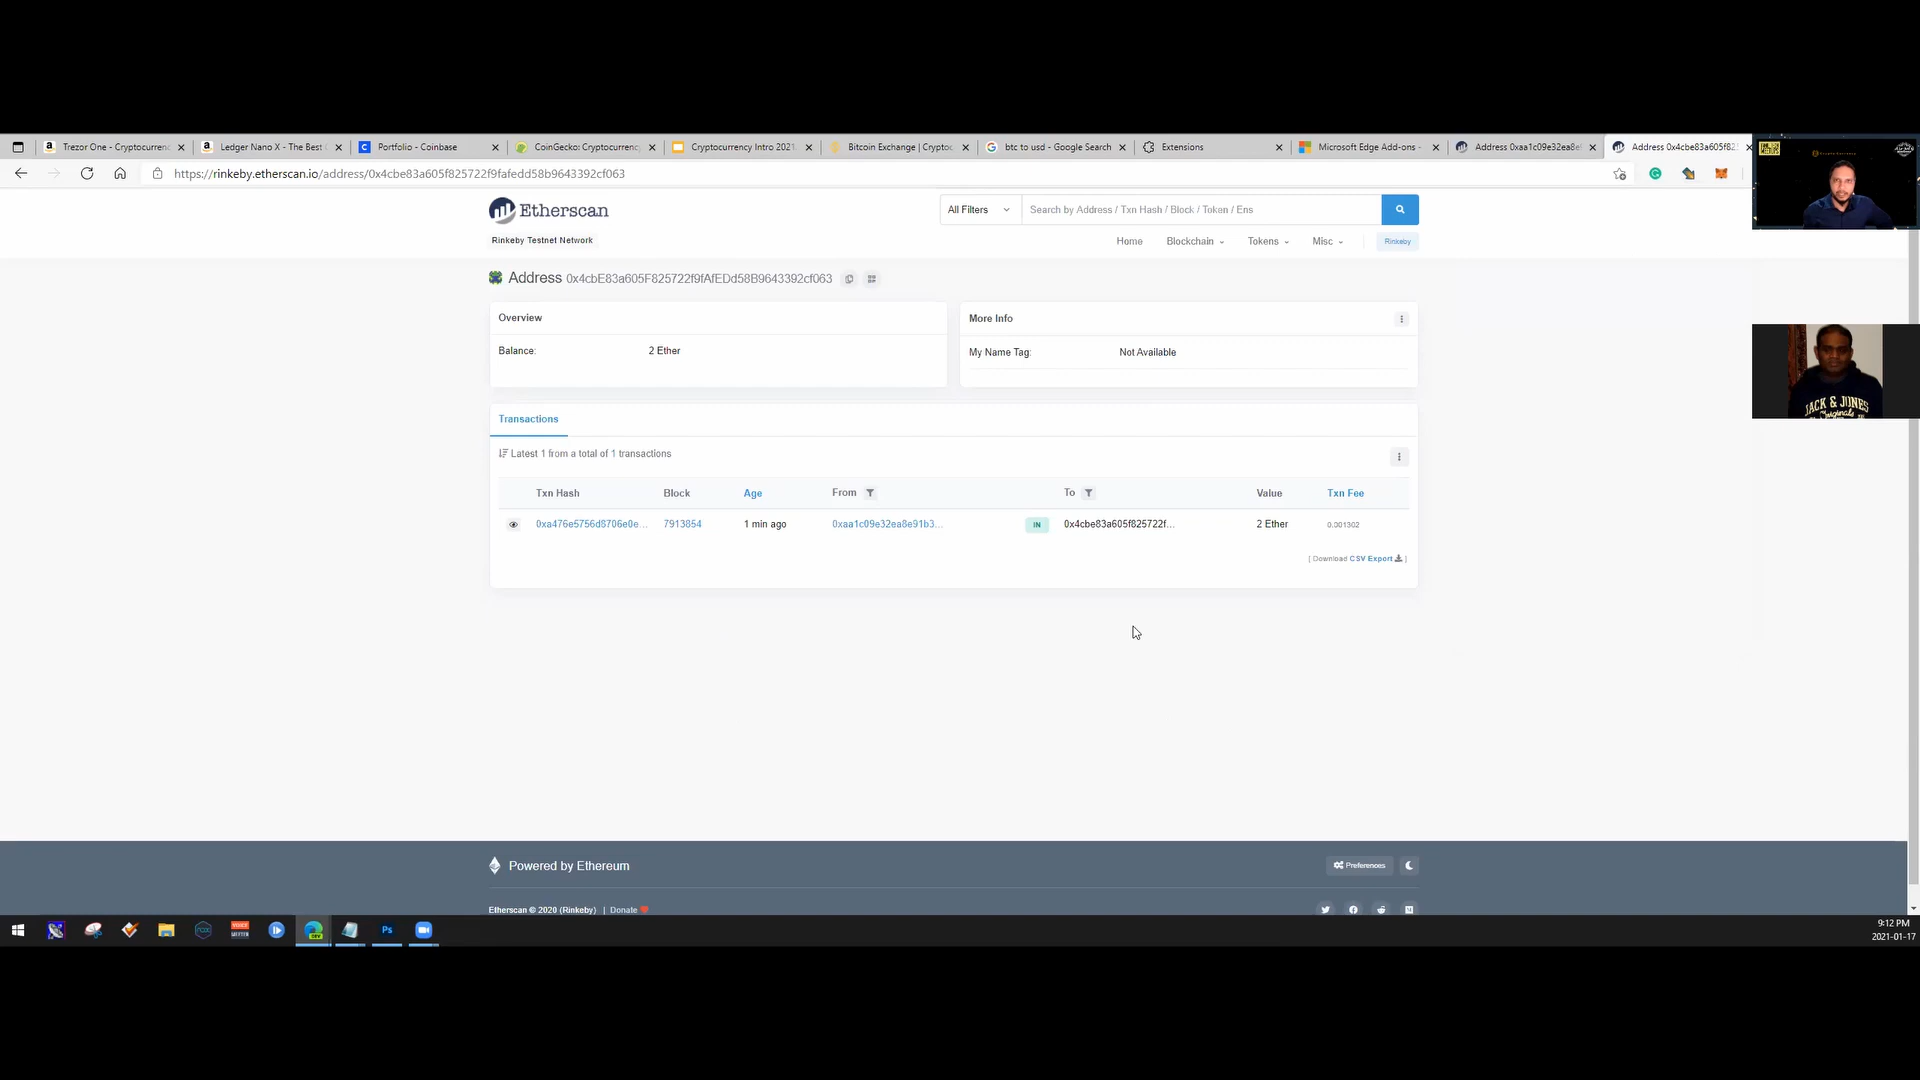 Trezor One - Cryptocurrenc
Ledger Nano X - The Best
Portfolio - Coinbase
CoinGecko: Cryptocurrency
Cryptocurrency Intro 2021
Bitcoin Exchange | Cryptoc
btc to usd - Google Search
Extensions
Microsoft Edge Add-ons -
Address 0xaa1c09e32ea8e
Address 0x4cbe83a605f82
https://rinkeby.etherscan.io/address/0x4cbe83a605f825722f9fafedd58b9643392cf063
Etherscan
All Filters
Search by Address / Txn Hash / Block / Token / Ens
Rinkeby Testnet Network
Home
Blockchain
Tokens
Misc
Rinkeby
Address 0x4cbE83a605F825722f9fAfEDd58B9643392cf063
Overview
Balance:
2 Ether
More Info
My Name Tag:
Not Available
Transactions
Latest 1 from a total of 1 transactions
Txn Hash
Block
Age
From
To
Value
Txn Fee
0xa476e5756d8706e0e...
7913854
1 min ago
0xaa1c09e32ea8e91b3...
IN
0x4cbe83a605f825722f...
2 Ether
0.001302
[ Download CSV Export ]
JACK & JONES
Originals
Powered by Ethereum
Preferences
Etherscan © 2020 (Rinkeby) | Donate
Ps
9:12 PM
2021-01-17